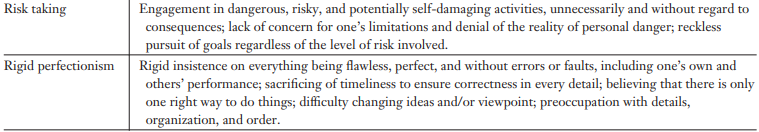 Risk taking Engagement in dangerous, risky, and potentially self-damaging activities, unnecessarily and without regard to
consequences; lack of concern for one's limitations and denial of the reality of personal danger; reckless
pursuit of goals regardless of the level of risk involved.
Rigid perfectionism Rigid insistence on everything being flawless, perfect, and without errors or faults, including one's own and
others' performance; sacrificing of timeliness to ensure correctness in every detail; believing that there is only
one right way to do things; difficulty changing ideas and/or viewpoint; preoccupation with details,
organization, and order.